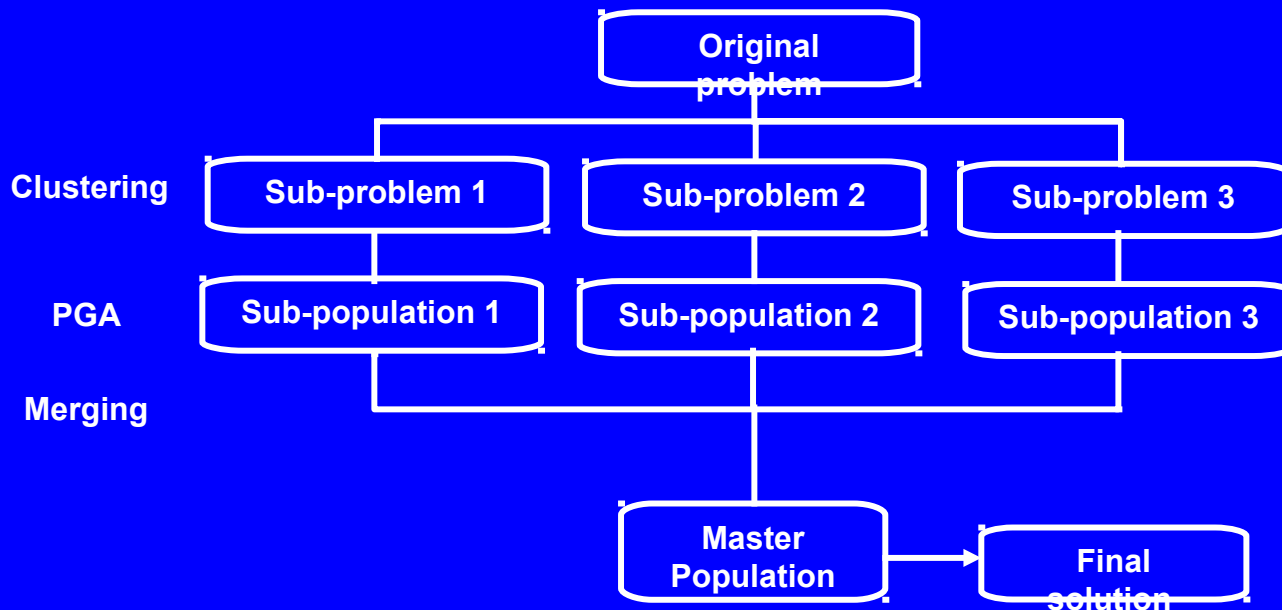 Original
problem
Clustering
Sub-problem 1
Sub-problem 2
Sub-problem 3
PGA
Sub-population 1
Sub-population 2
Sub-population 3
Merging
Master
Population
Final
solution